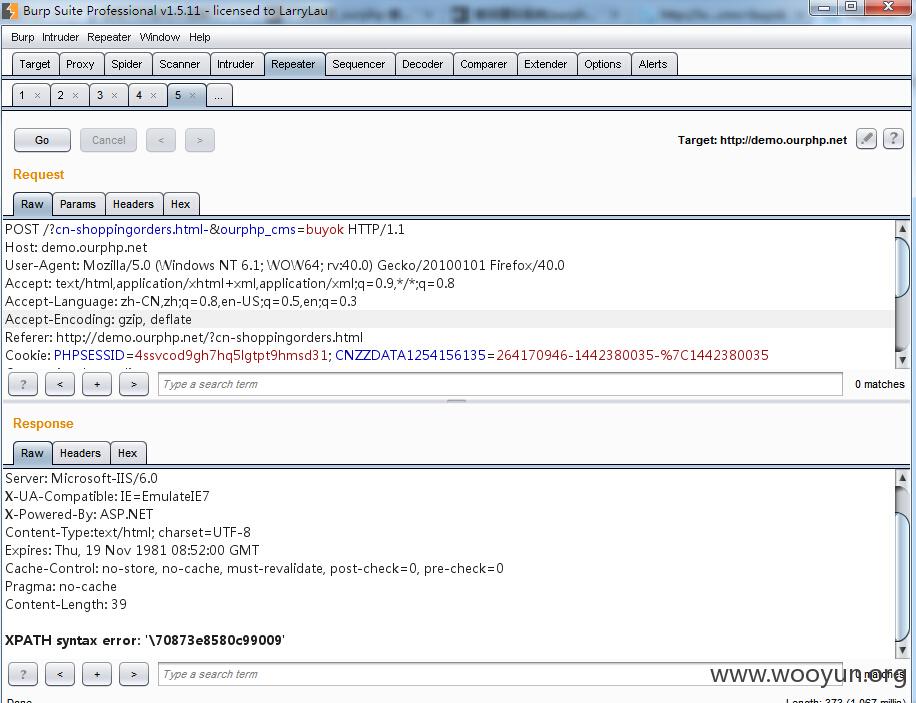 Burp Suite Professional v1.5.11 - licensed to LarryLau
Burp Intruder Repeater Window Help
Target Proxy Spider Scanner Intruder Repeater Sequencer Decoder Comparer Extender Options Alerts
1 × 2 × 3 × 4 × 5 × ...
Go Cancel < > Target: http://demo.ourphp.net ?
Request
Raw Params Headers Hex
POST /?cn-shoppingorders.html-&ourphp_cms=buyok HTTP/1.1
Host: demo.ourphp.net
User-Agent: Mozilla/5.0 (Windows NT 6.1; WOW64; rv:40.0) Gecko/20100101 Firefox/40.0
Accept: text/html,application/xhtml+xml,application/xml;q=0.9,*/*;q=0.8
Accept-Language: zh-CN,zh;q=0.8,en-US;q=0.5,en;q=0.3
Accept-Encoding: gzip, deflate
Referer: http://demo.ourphp.net/?cn-shoppingorders.html
Cookie: PHPSESSID=4ssvcod9gh7hq5lgtpt9hmsd31; CNZZDATA1254156135=264170946-1442380035-%7C1442380035
? < + > Type a search term 0 matches
Response
Raw Headers Hex
Server: Microsoft-IIS/6.0
X-UA-Compatible: IE=EmulateIE7
X-Powered-By: ASP.NET
Content-Type:text/html; charset=UTF-8
Expires: Thu, 19 Nov 1981 08:52:00 GMT
Cache-Control: no-store, no-cache, must-revalidate, post-check=0, pre-check=0
Pragma: no-cache
Content-Length: 39
XPATH syntax error: '\70873e8580c99009'
? < + > Type a search term 0 matches
www.wooyun.org
Done Length: 373 (1,067 millis)